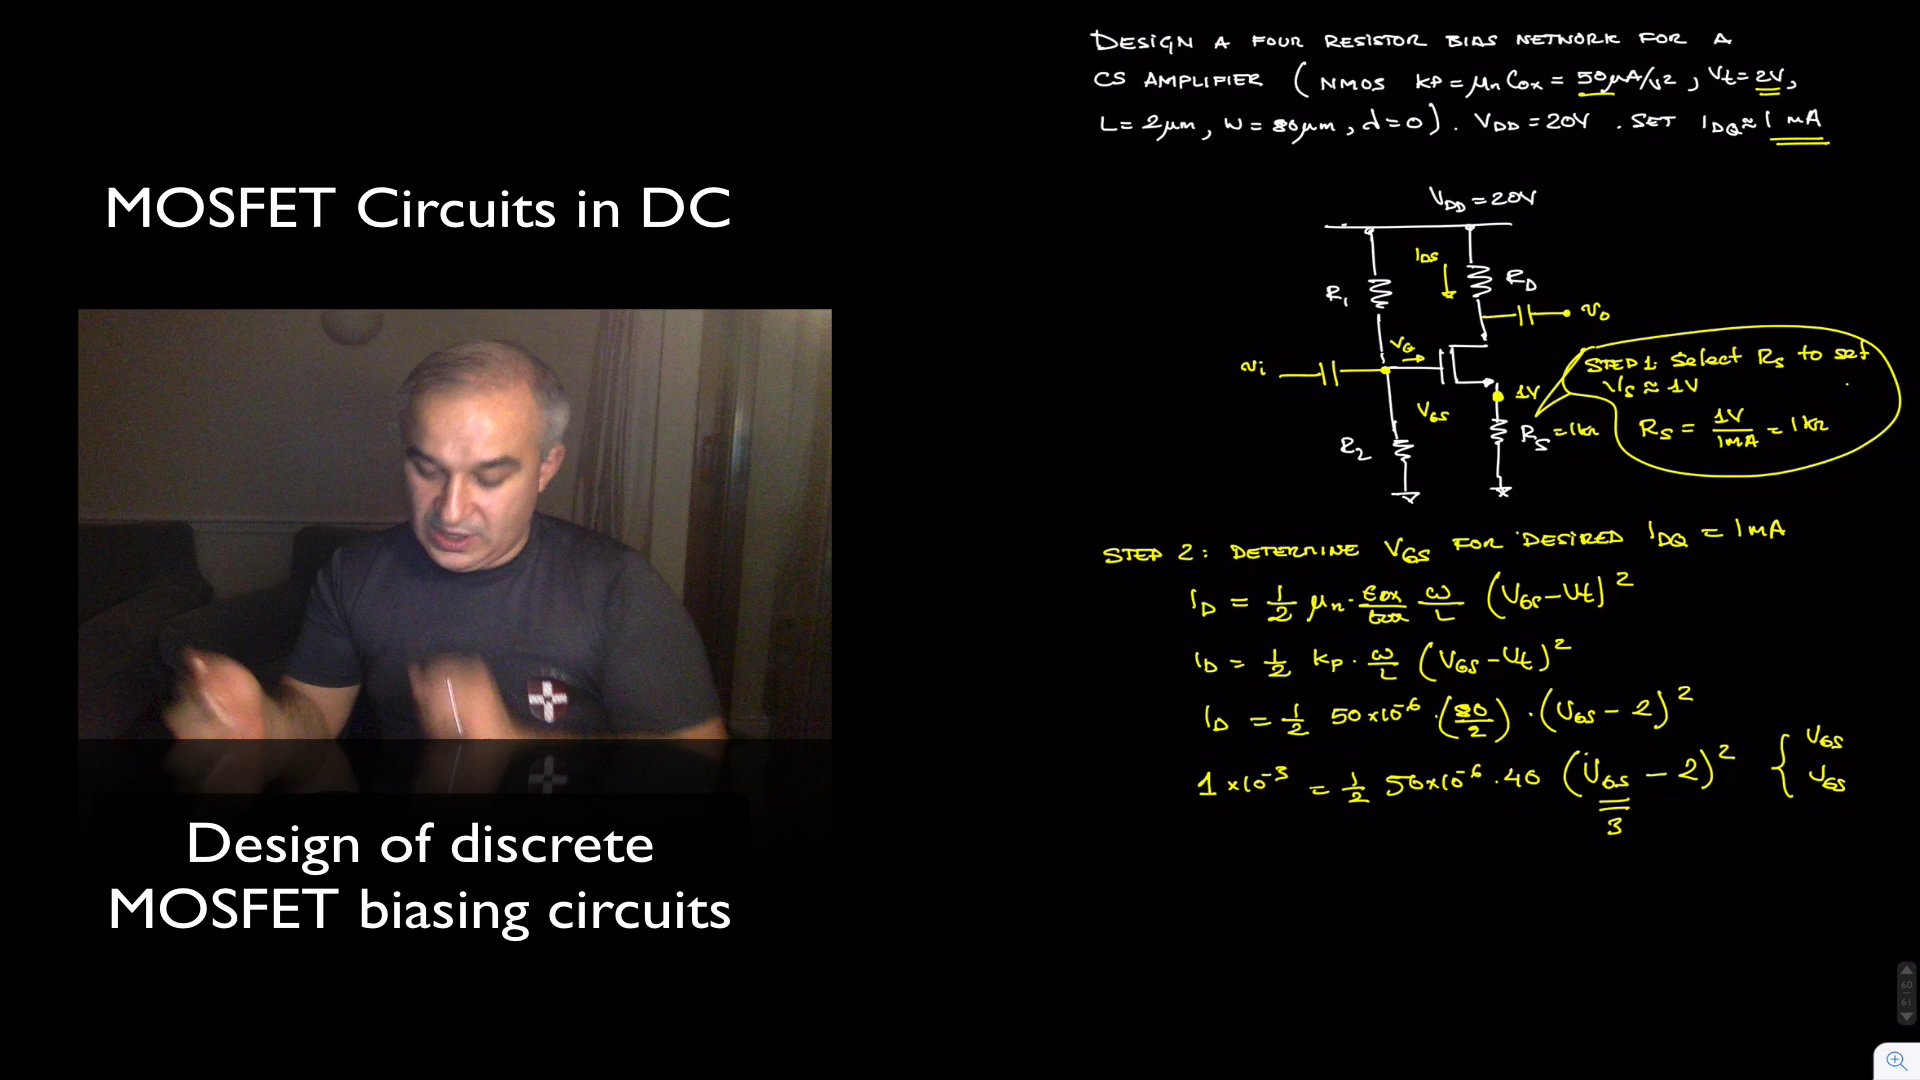 MOSFET Circuits in DC
Design of discrete
MOSFET biasing circuits
DESIGN A FOUR RESISTOR BIAS NETWORK FOR A
CS AMPLIFIER (NMOS KP = μn Cox = 50μA/V2, Vt = 2V,
L = 2μm, W = 80μm, d = 0). VDD = 20V. SET IDQ ≈ 1 mA
VDD = 20V
IDS
R1
RD
vo
VG
vi
VGS
1V
RS = 1kΩ
R2
STEP 1: Select Rs to set
VS ≈ 1V
RS = 1V/1mA = 1kΩ
STEP 2: DETERMINE VGS FOR DESIRED IDQ = 1mA
ID = 1/2 μn · εox/tox W/L (VGS - Vt)²
ID = 1/2 kp · W/L (VGS - Vt)²
ID = 1/2 50×10⁻⁶ · (80/2) · (VGS - 2)²
1×10⁻³ = 1/2 50×10⁻⁶ · 40 (VGS - 2)² { VGS
VGS
3
60
61